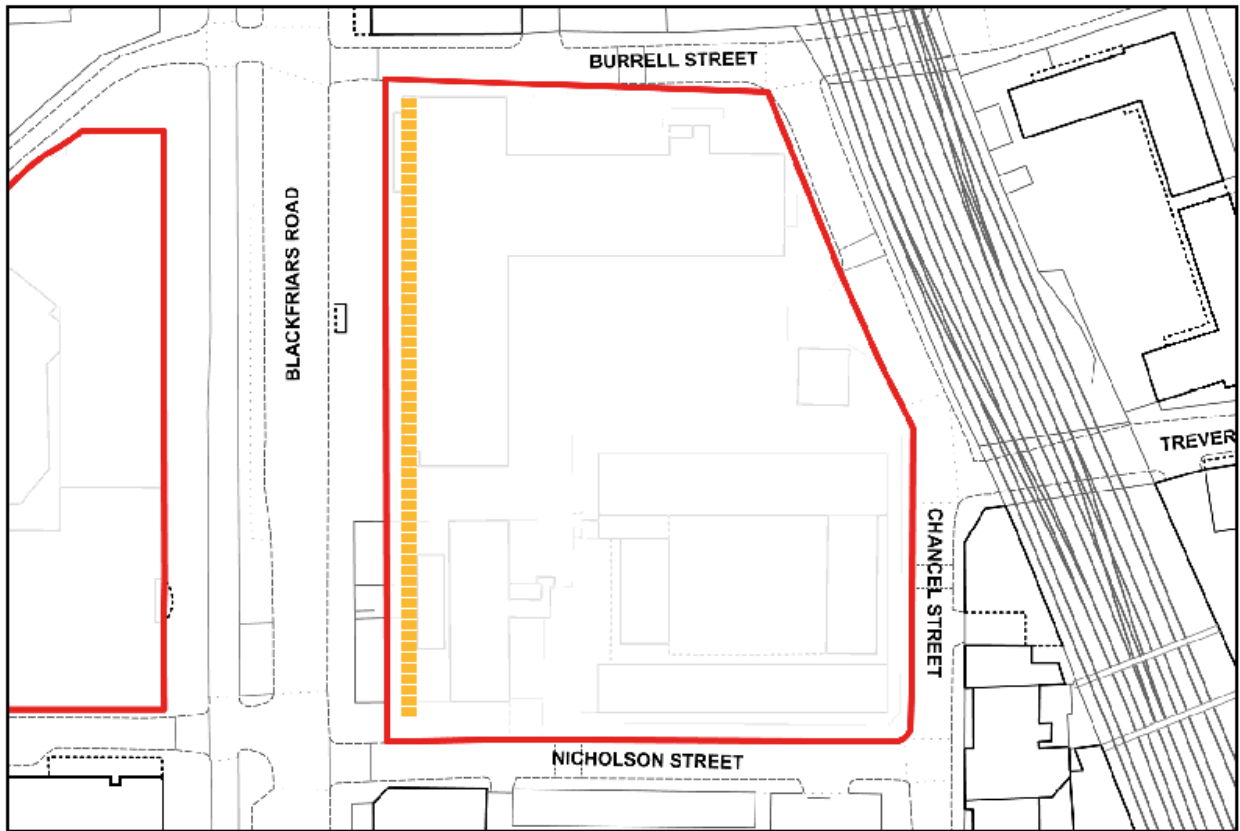 BURRELL STREET
BLACKFRIARS ROAD
TREVER
CHANCEL STREET
NICHOLSON STREET